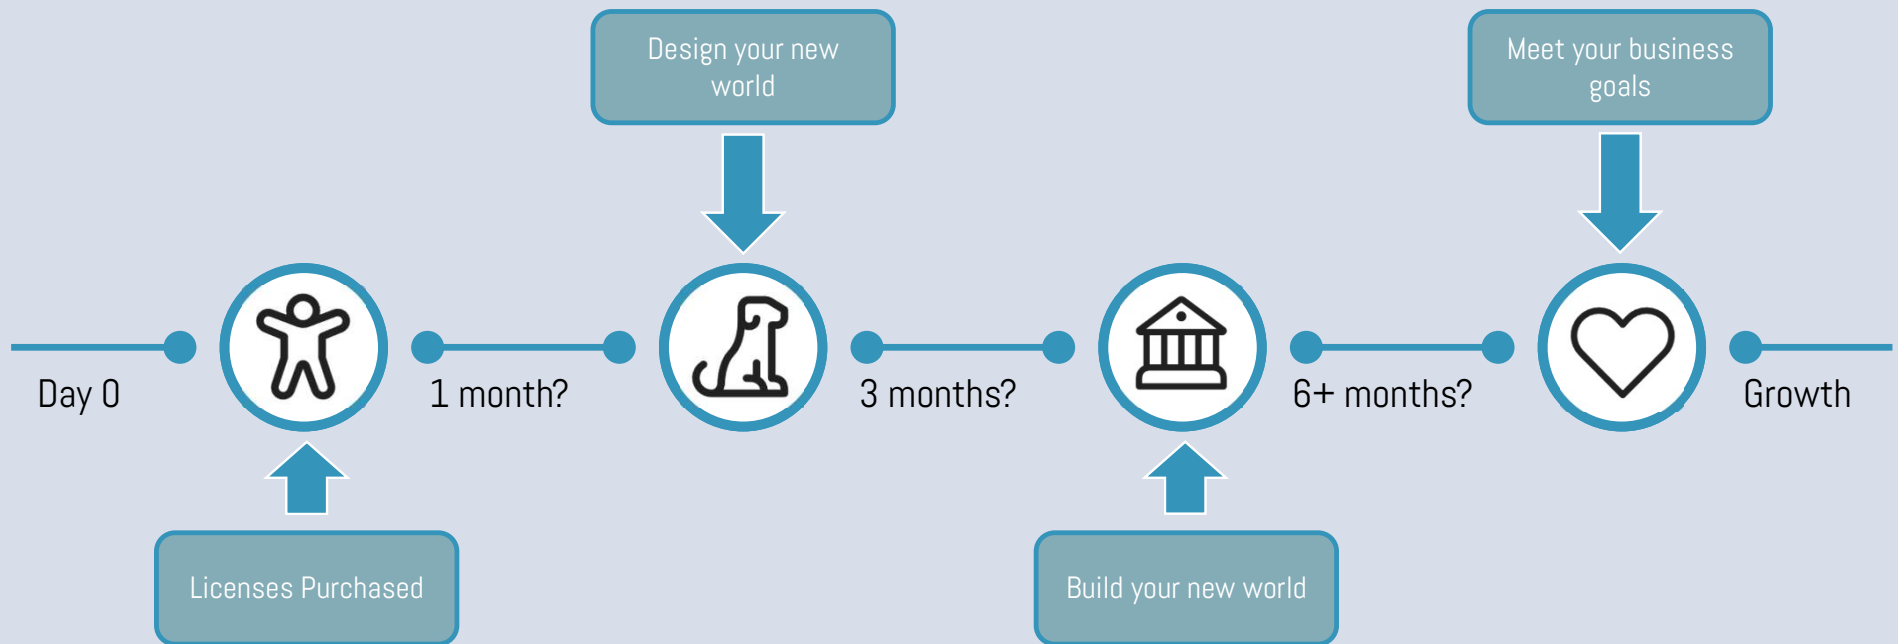 Design your new
world
Meet your business
goals
Day 0
1 month?
3 months?
6+ months?
Growth
Licenses Purchased
Build your new world